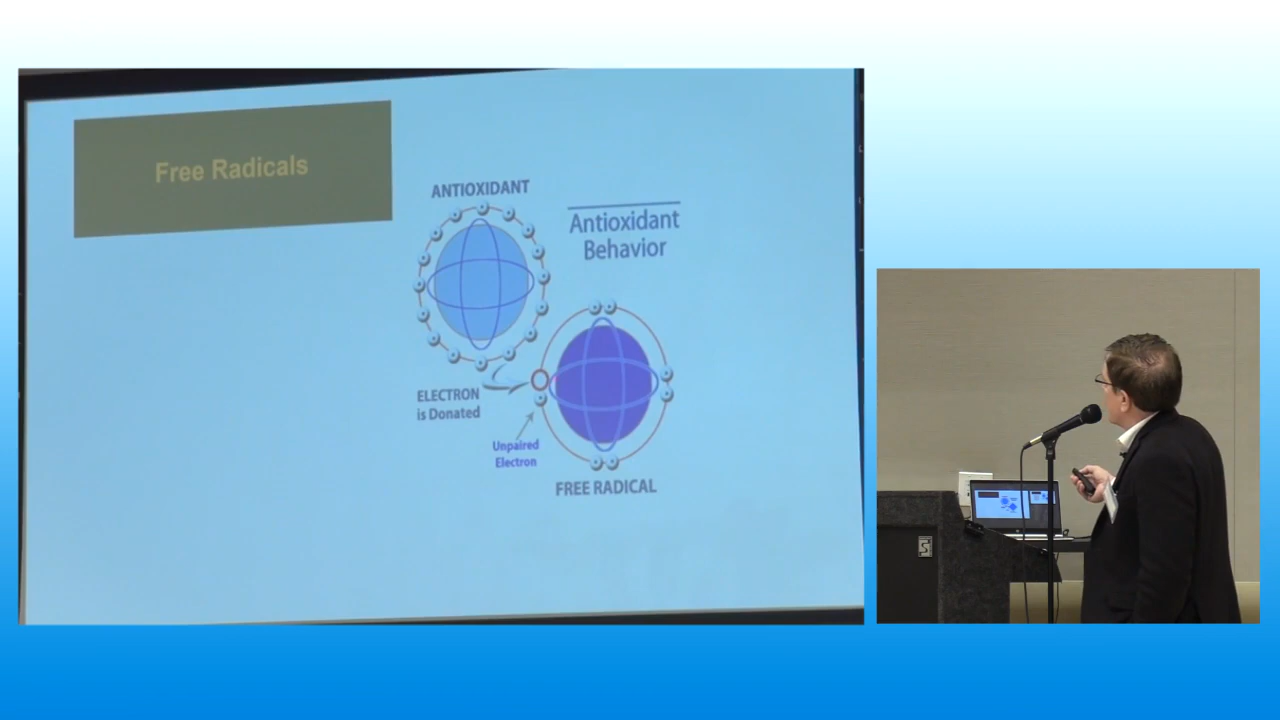 Free Radicals
ANTIOXIDANT
Antioxidant
Behavior
ELECTRON
is Donated
Unpaired
Electron
FREE RADICAL